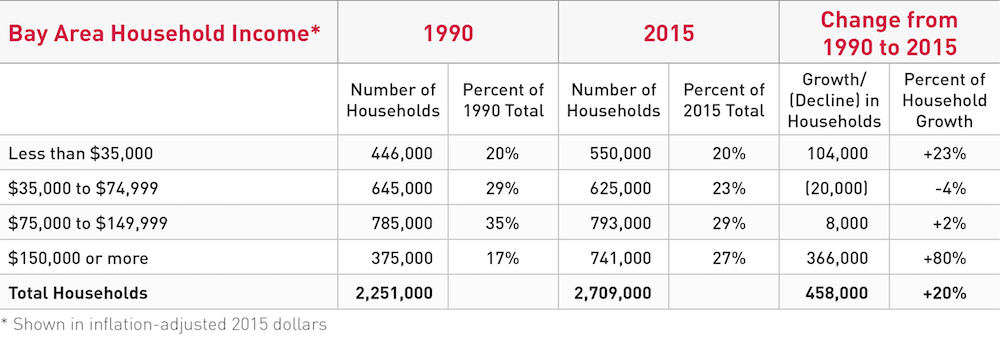 Bay Area Household Income* 1990 2015 Change from
1990 to 2015
Number of
Households Percent of
1990 Total Number of
Households Percent of
2015 Total Growth/
(Decline) in
Households Percent of
Household
Growth
Less than $35,000 446,000 20% 550,000 20% 104,000 +23%
$35,000 to $74,999 645,000 29% 625,000 23% (20,000) -4%
$75,000 to $149,999 785,000 35% 793,000 29% 8,000 +2%
$150,000 or more 375,000 17% 741,000 27% 366,000 +80%
Total Households 2,251,000 2,709,000 458,000 +20%
* Shown in inflation-adjusted 2015 dollars